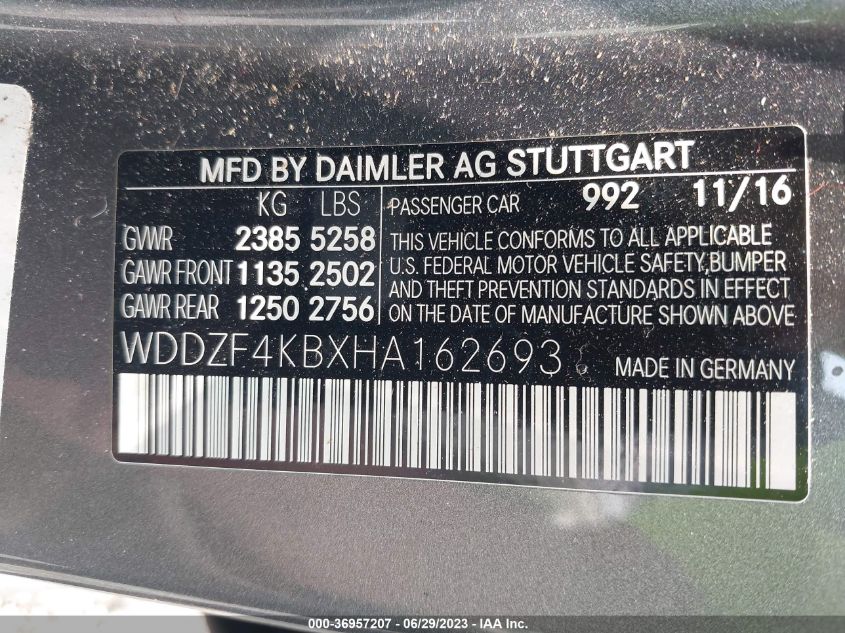 MFD BY DAIMLER AG STUTTGART
KG LBS PASSENGER CAR 992 11/16
GVWR 2385 5258 THIS VEHICLE CONFORMS TO ALL APPLICABLE
GAWR FRONT 1135 2502 U.S. FEDERAL MOTOR VEHICLE SAFETY, BUMPER
AND THEFT PREVENTION STANDARDS IN EFFECT
GAWR REAR 1250 2756 ON THE DATE OF MANUFACTURE SHOWN ABOVE
WDDZF4KBXHA162693 MADE IN GERMANY
000-36957207 - 06/29/2023 - Copyright © IAA, LLC.